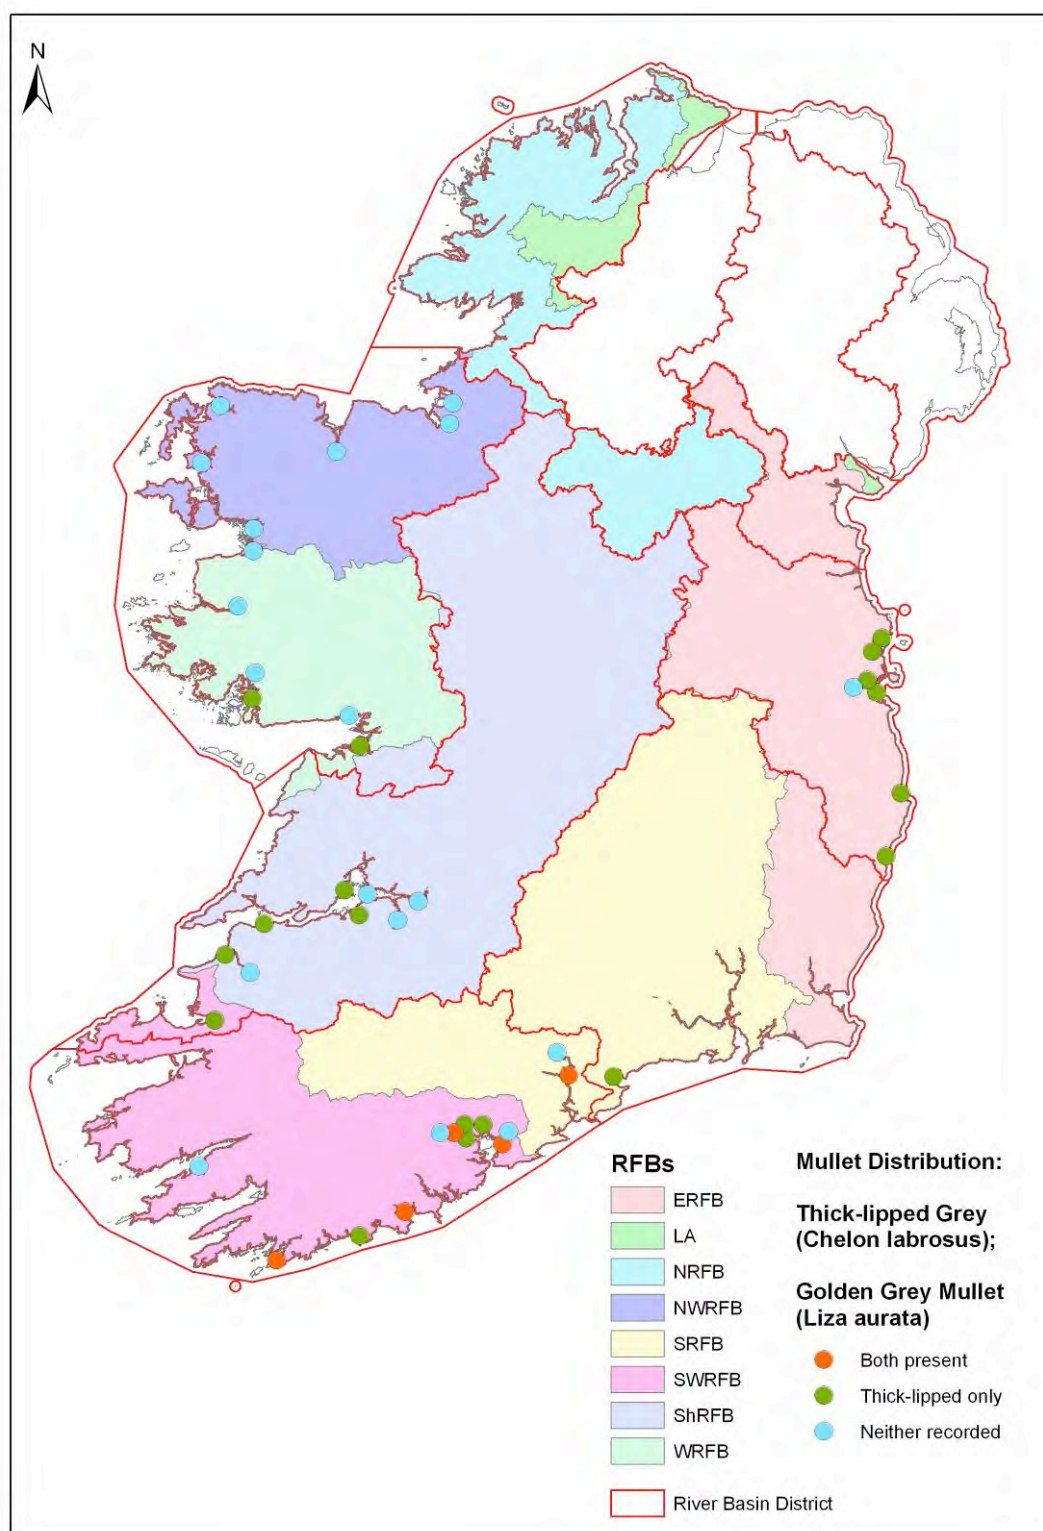 N
RFBs
ERFB
LA
NRFB
NWRFB
SRFB
SWRFB
ShRFB
WRFB
River Basin District
Mullet Distribution:
Thick-lipped Grey
(Chelon labrosus);
Golden Grey Mullet
(Liza aurata)
Both present
Thick-lipped only
Neither recorded